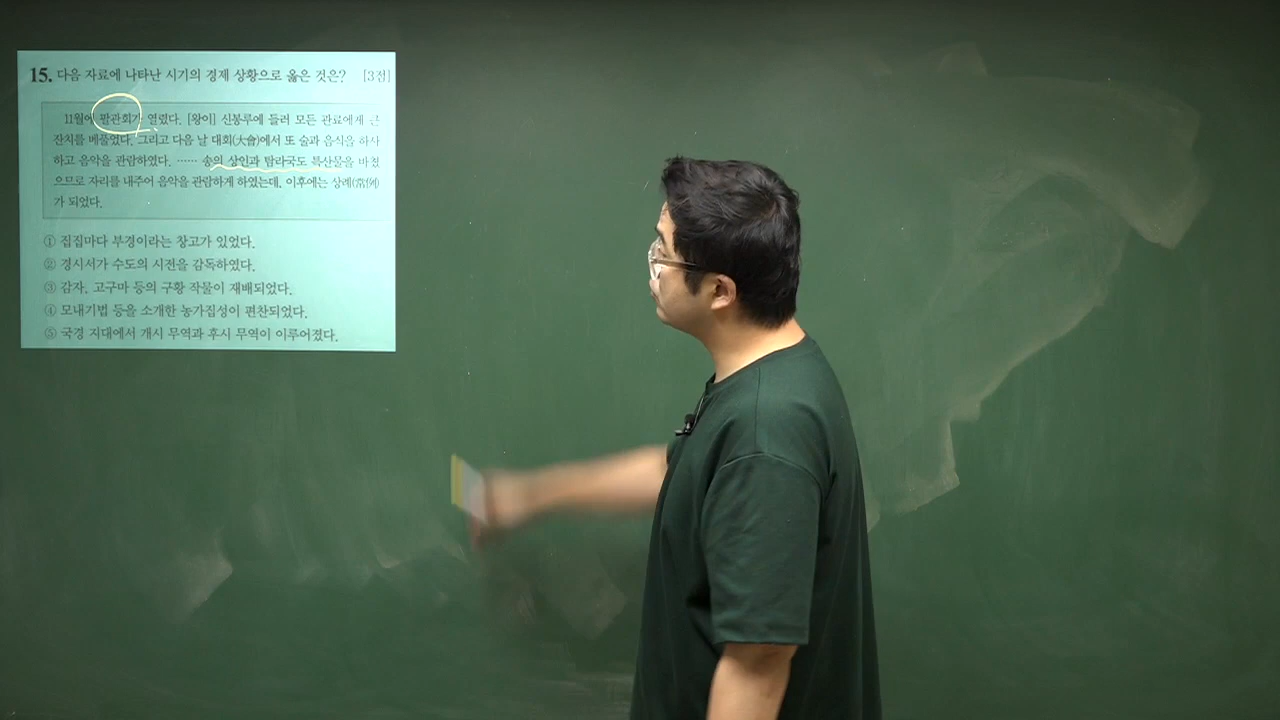 15. 다음 자료에 나타난 시기의 경제 상황으로 옳은 것은? [3점]
11월에 팔관회가 열렸다. [왕이] 신봉루에 들러 모든 관료에게 큰
잔치를 베풀었다. 그리고 다음 날 대회(大會)에서 또 술과 음식을 하사
하고 음악을 관람하였다. …… 송의 상인과 탐라국도 특산물을 바쳤
으므로 자리를 내주어 음악을 관람하게 하였는데, 이후에는 상례(常例)
가 되었다.
① 집집마다 부경이라는 창고가 있었다.
② 경시서가 수도의 시전을 감독하였다.
③ 감자, 고구마 등의 구황 작물이 재배되었다.
④ 모내기법 등을 소개한 농가집성이 편찬되었다.
⑤ 국경 지대에서 개시 무역과 후시 무역이 이루어졌다.